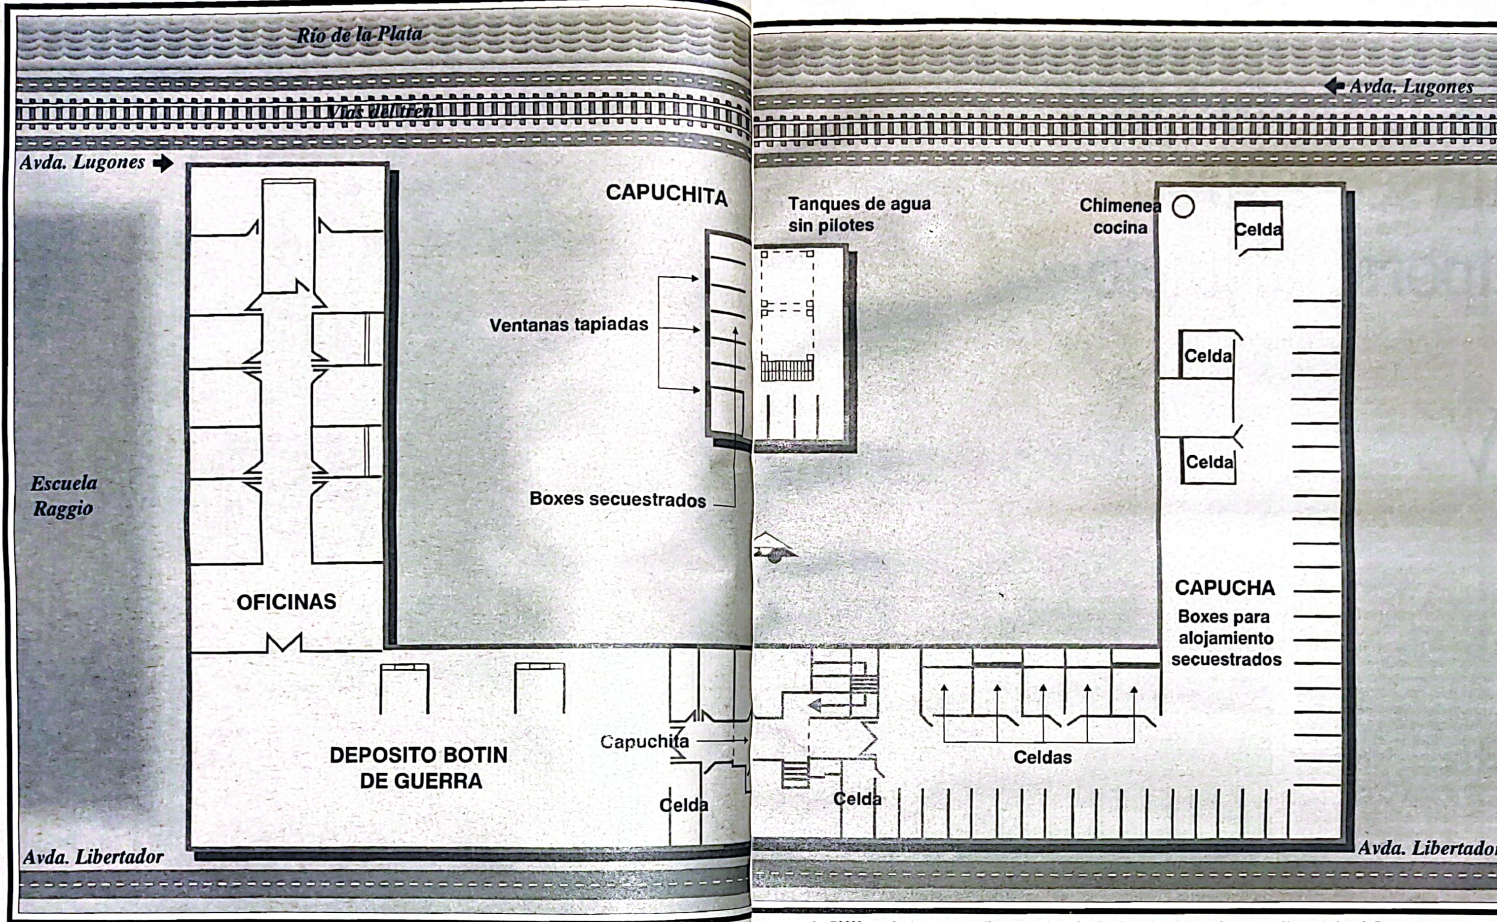 Río de la Plata
Vías del tren
Avda. Lugones
Avda. Lugones
CAPUCHITA
Tanques de agua
sin pilotes
Chimenea
cocina
Celda
Ventanas tapiadas
Celda
Celda
Escuela
Raggio
Boxes secuestrados
OFICINAS
CAPUCHA
Boxes para
alojamiento
secuestrados
Capuchita
DEPOSITO BOTIN
DE GUERRA
Celdas
Celda
Celda
Avda. Libertador
Avda. Libertador